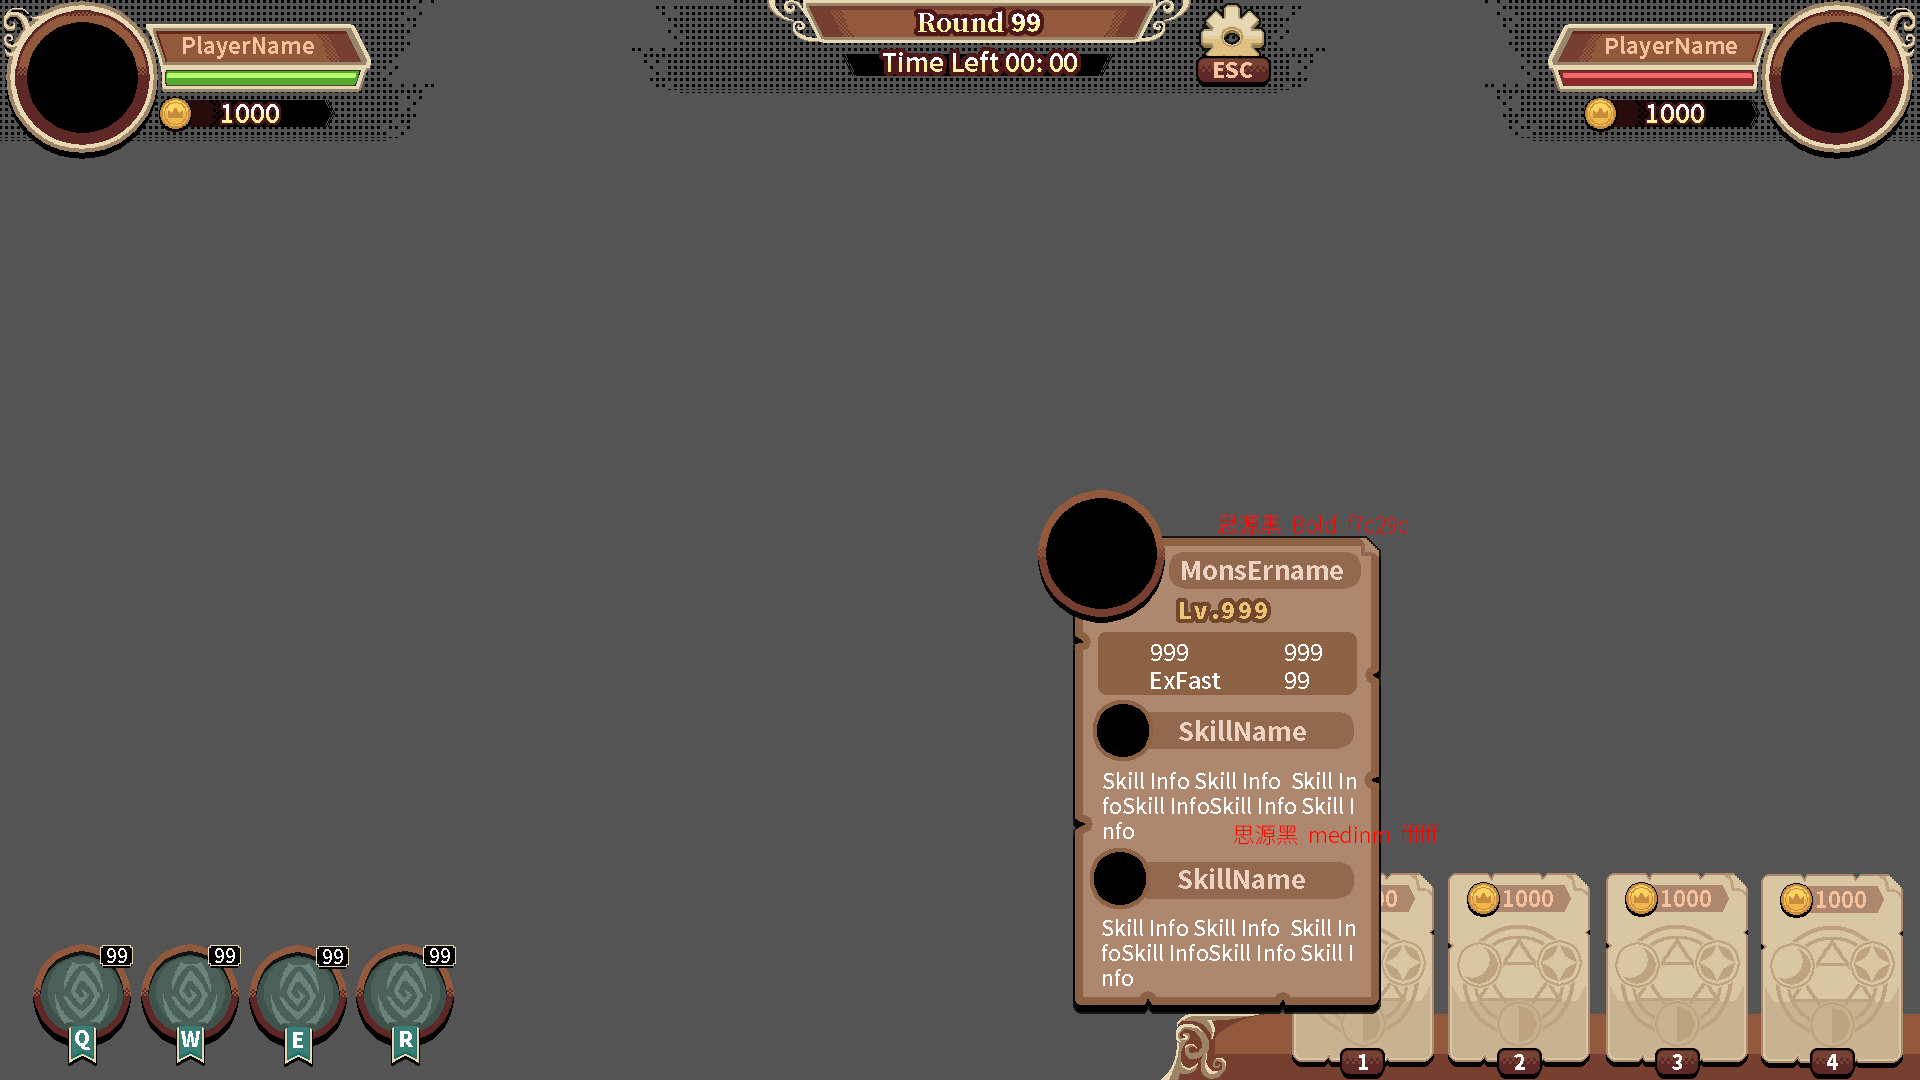 PlayerName
1000
Round 99
Time Left 00: 00
ESC
PlayerName
1000
思源黑 Bold f7c29c
MonsErname
Lv.999
999 999
ExFast 99
SkillName
Skill Info Skill Info  Skill In
foSkill InfoSkill Info Skill I
nfo
思源黑 medinm ffffff
SkillName
Skill Info Skill Info  Skill In
foSkill InfoSkill Info Skill I
nfo
99
Q
99
W
99
E
99
R
1
1000
2
1000
3
1000
4